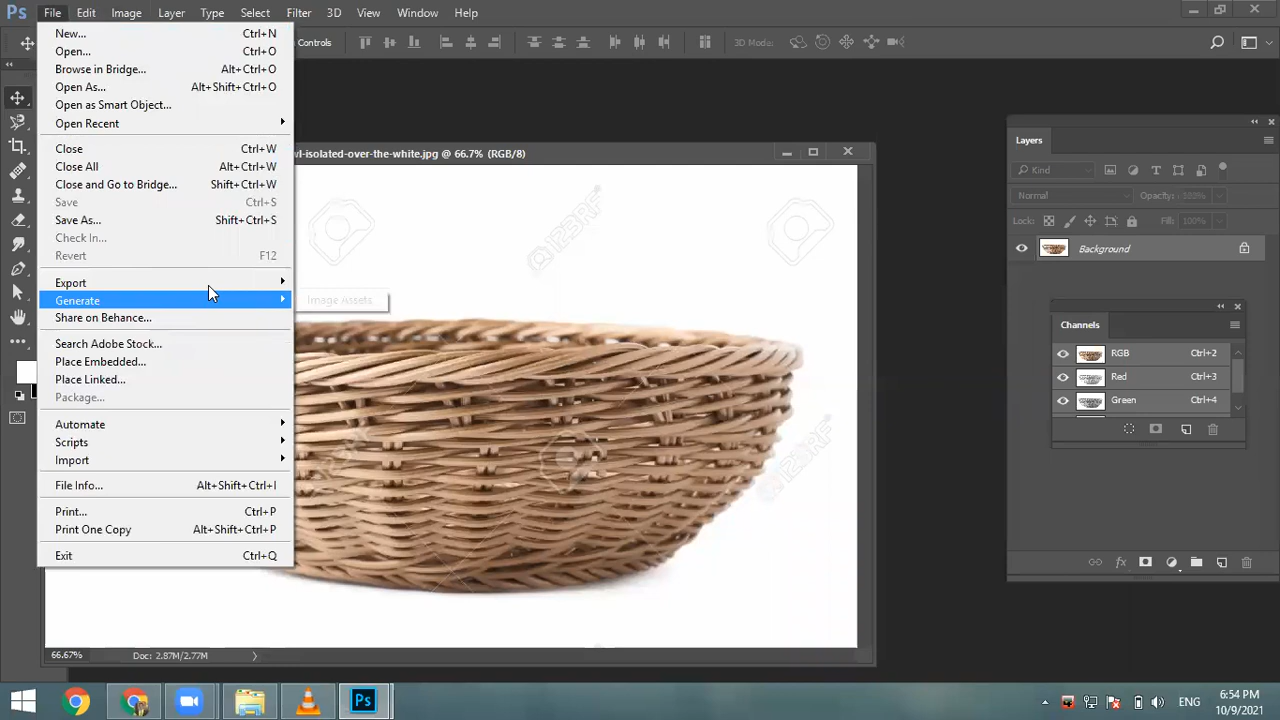 Ps File Edit Image Layer Type Select Filter 3D View Window Help
Controls 3D Mode:
New... Ctrl+N
Open... Ctrl+O
Browse in Bridge... Alt+Ctrl+O
Open As... Alt+Shift+Ctrl+O
Open as Smart Object...
Open Recent
Close Ctrl+W
Close All Alt+Ctrl+W
Close and Go to Bridge... Shift+Ctrl+W
Save Ctrl+S
Save As... Shift+Ctrl+S
Check In...
Revert F12
Export
Generate
Image Assets
Share on Behance...
Search Adobe Stock...
Place Embedded...
Place Linked...
Package...
Automate
Scripts
Import
File Info... Alt+Shift+Ctrl+I
Print... Ctrl+P
Print One Copy Alt+Shift+Ctrl+P
Exit Ctrl+Q
wl-isolated-over-the-white.jpg @ 66.7% (RGB/8)
123RF
123RF
123RF
66.67% Doc: 2.87M/2.77M
Layers
Kind
Normal Opacity: 100%
Lock: Fill: 100%
Background
Channels
RGB Ctrl+2
Red Ctrl+3
Green Ctrl+4
Ps
ENG
6:54 PM
10/9/2021